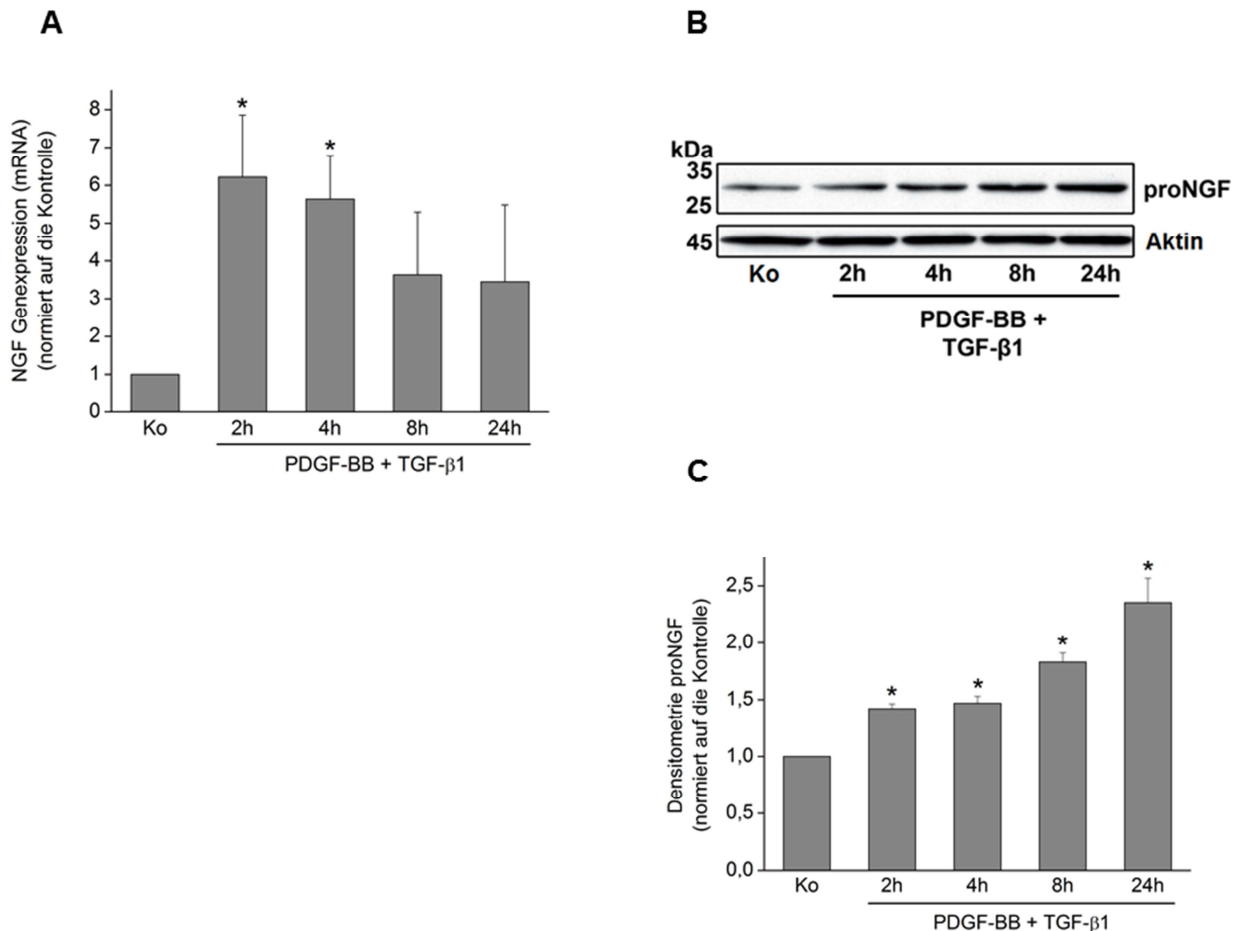 A
NGF Genexpression (mRNA)
(normiert auf die Kontrolle)
8
7
6
5
4
3
2
1
0
*
*
Ko 2h 4h 8h 24h
PDGF-BB + TGF-β1
B
kDa
35
25
proNGF
45
Aktin
Ko 2h 4h 8h 24h
PDGF-BB +
TGF-β1
C
Densitometrie proNGF
(normiert auf die Kontrolle)
2,5
2,0
1,5
1,0
0,5
0,0
*
*
*
*
Ko 2h 4h 8h 24h
PDGF-BB + TGF-β1